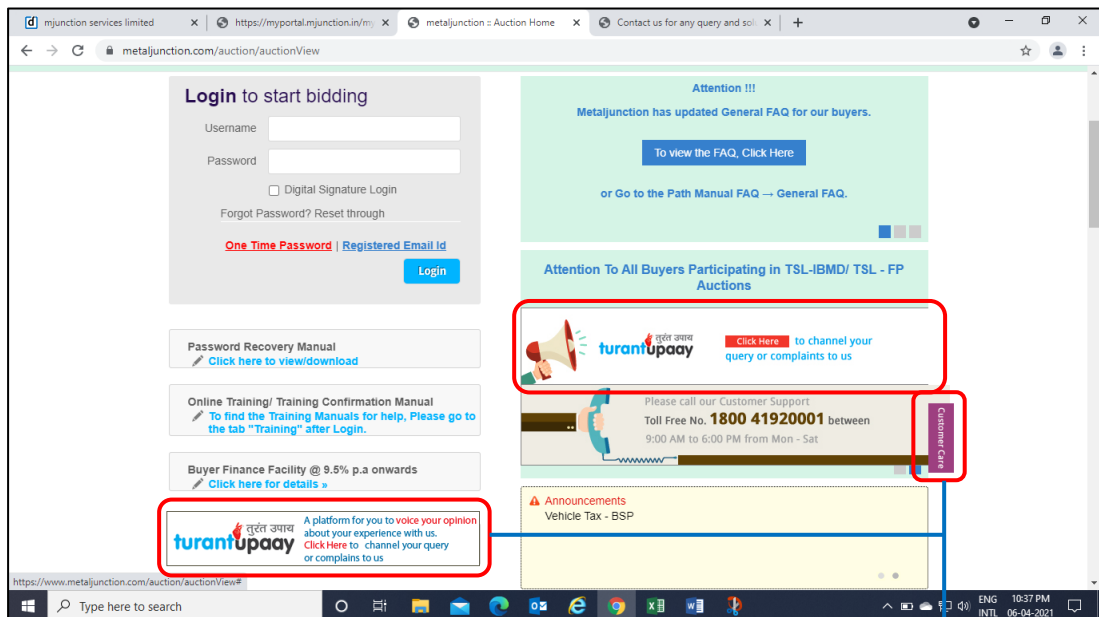 mjunction services limited
https://myportal.mjunction.in/my
metaljunction :: Auction Home
Contact us for any query and sol
metaljunction.com/auction/auctionView
Login to start bidding
Username
Password
Digital Signature Login
Forgot Password? Reset through
One Time Password | Registered Email Id
Login
Attention !!!
Metaljunction has updated General FAQ for our buyers.
To view the FAQ, Click Here
or Go to the Path Manual FAQ → General FAQ.
Attention To All Buyers Participating in TSL-IBMD/ TSL - FP
Auctions
तुरंत उपाय
turantupaay
Click Here to channel your
query or complaints to us
Please call our Customer Support
Toll Free No. 1800 41920001 between
9:00 AM to 6:00 PM from Mon - Sat
Customer Care
Password Recovery Manual
Click here to view/download
Online Training/ Training Confirmation Manual
To find the Training Manuals for help, Please go to
the tab "Training" after Login.
Buyer Finance Facility @ 9.5% p.a onwards
Click here for details »
तुरंत उपाय
turantupaay
A platform for you to voice your opinion
about your experience with us.
Click Here to channel your query
or complains to us
Announcements
Vehicle Tax - BSP
https://www.metaljunction.com/auction/auctionView#
Type here to search
ENG
INTL
10:37 PM
06-04-2021